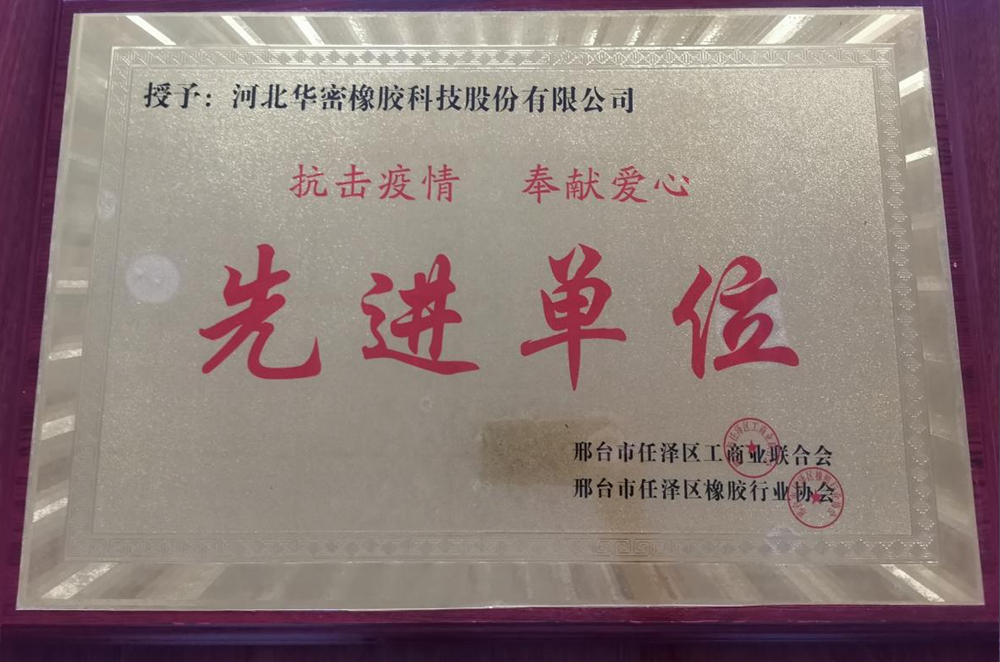 授予：河北华密橡胶科技股份有限公司
抗击疫情 奉献爱心
先进单位
邢台市任泽区工商业联合会
邢台市任泽区橡胶行业协会